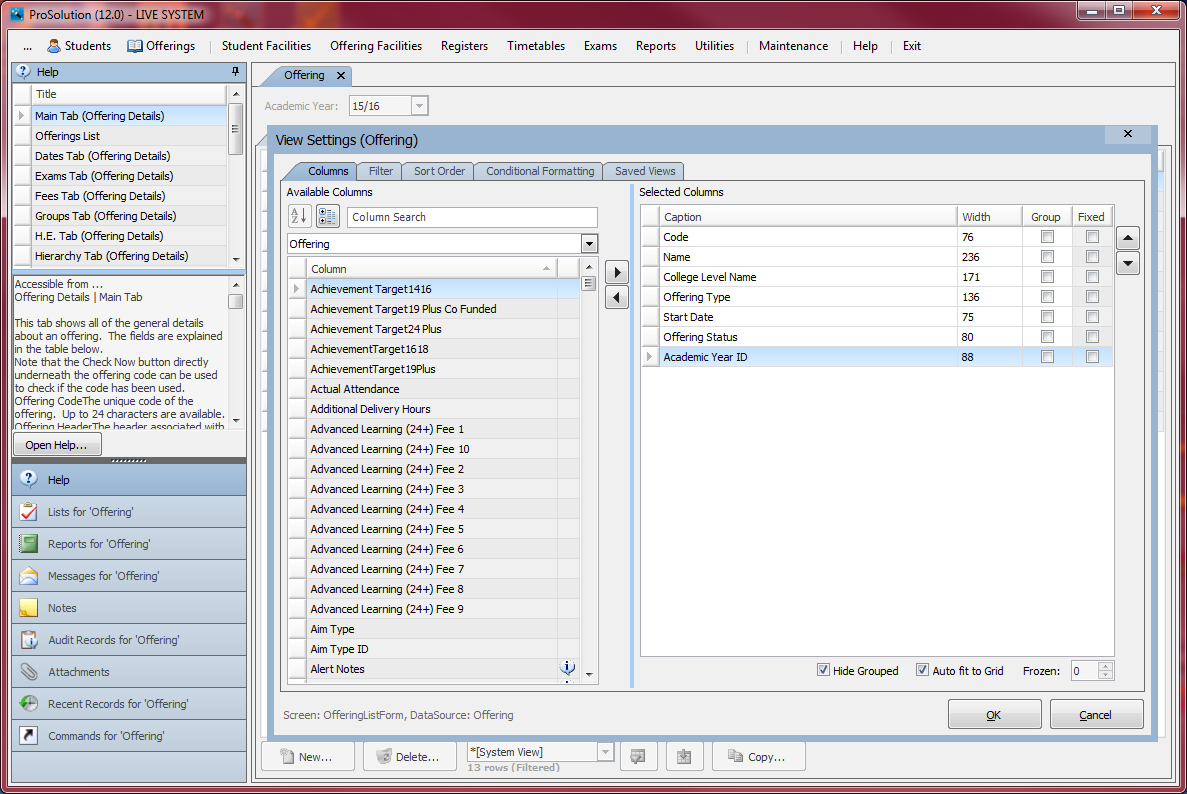 ProSolution (12.0) - LIVE SYSTEM
... Students Offerings Student Facilities Offering Facilities Registers Timetables Exams Reports Utilities Maintenance Help Exit
Help
Title
Main Tab (Offering Details)
Offerings List
Dates Tab (Offering Details)
Exams Tab (Offering Details)
Fees Tab (Offering Details)
Groups Tab (Offering Details)
H.E. Tab (Offering Details)
Hierarchy Tab (Offering Details)
Accessible from ...
Offering Details | Main Tab
This tab shows all of the general details
about an offering. The fields are explained
in the table below.
Note that the Check Now button directly
underneath the offering code can be used
to check if the code has been used.
Offering CodeThe unique code of the
offering. Up to 24 characters are available.
Offering HeaderThe header associated with
Open Help...
Help
Lists for 'Offering'
Reports for 'Offering'
Messages for 'Offering'
Notes
Audit Records for 'Offering'
Attachments
Recent Records for 'Offering'
Commands for 'Offering'
Offering
Academic Year: 15/16
View Settings (Offering)
Columns Filter Sort Order Conditional Formatting Saved Views
Available Columns
Column Search
Offering
Column
Achievement Target1416
Achievement Target19 Plus Co Funded
Achievement Target24 Plus
AchievementTarget1618
AchievementTarget19Plus
Actual Attendance
Additional Delivery Hours
Advanced Learning (24+) Fee 1
Advanced Learning (24+) Fee 10
Advanced Learning (24+) Fee 2
Advanced Learning (24+) Fee 3
Advanced Learning (24+) Fee 4
Advanced Learning (24+) Fee 5
Advanced Learning (24+) Fee 6
Advanced Learning (24+) Fee 7
Advanced Learning (24+) Fee 8
Advanced Learning (24+) Fee 9
Aim Type
Aim Type ID
Alert Notes
Selected Columns
Caption Width Group Fixed
Code 76
Name 236
College Level Name 171
Offering Type 136
Start Date 75
Offering Status 80
Academic Year ID 88
Hide Grouped Auto fit to Grid Frozen: 0
Screen: OfferingListForm, DataSource: Offering
OK Cancel
New... Delete... *[System View] Copy...
13 rows (Filtered)